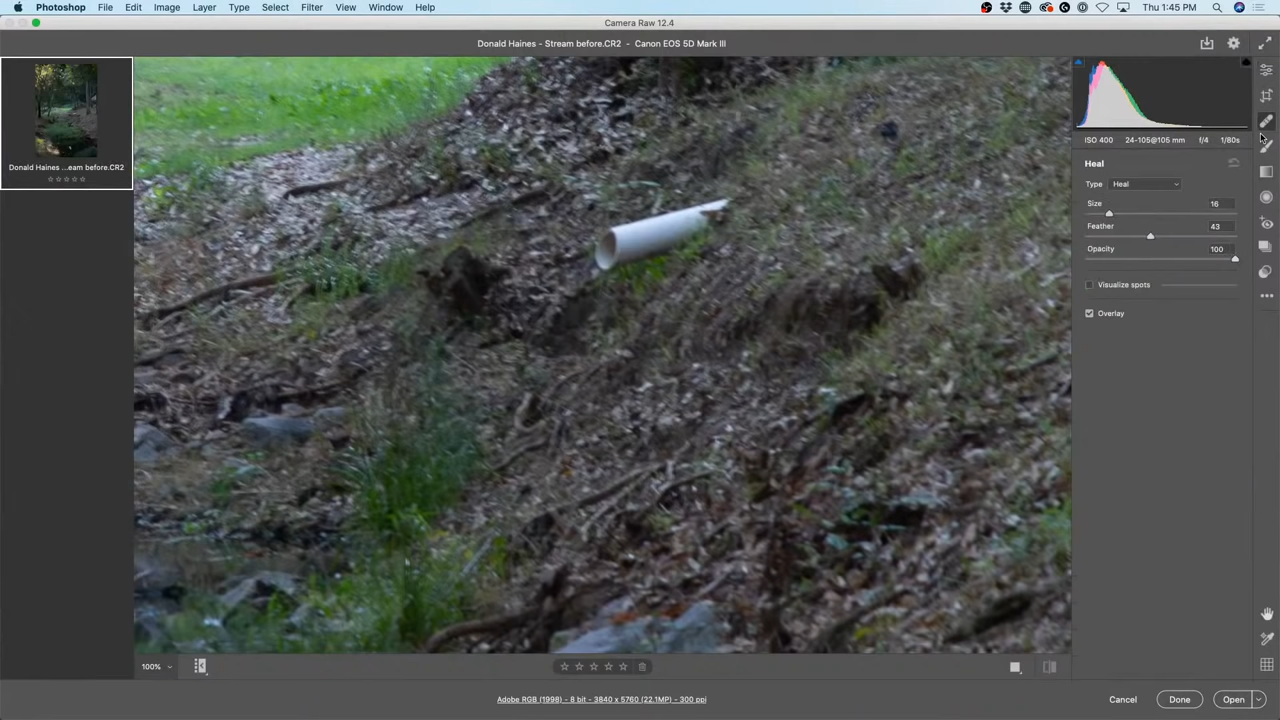 Photoshop File Edit Image Layer Type Select Filter View Window Help Thu 1:45 PM
Camera Raw 12.4
Donald Haines - Stream before.CR2 - Canon EOS 5D Mark III
Donald Haines ...eam before.CR2
ISO 400 24-105@105 mm f/4 1/80s
Heal
Type Heal
Size 16
Feather 43
Opacity 100
Visualize spots
Overlay
100%
Adobe RGB (1998) - 8 bit - 3840 x 5760 (22.1MP) - 300 ppi
Cancel Done Open